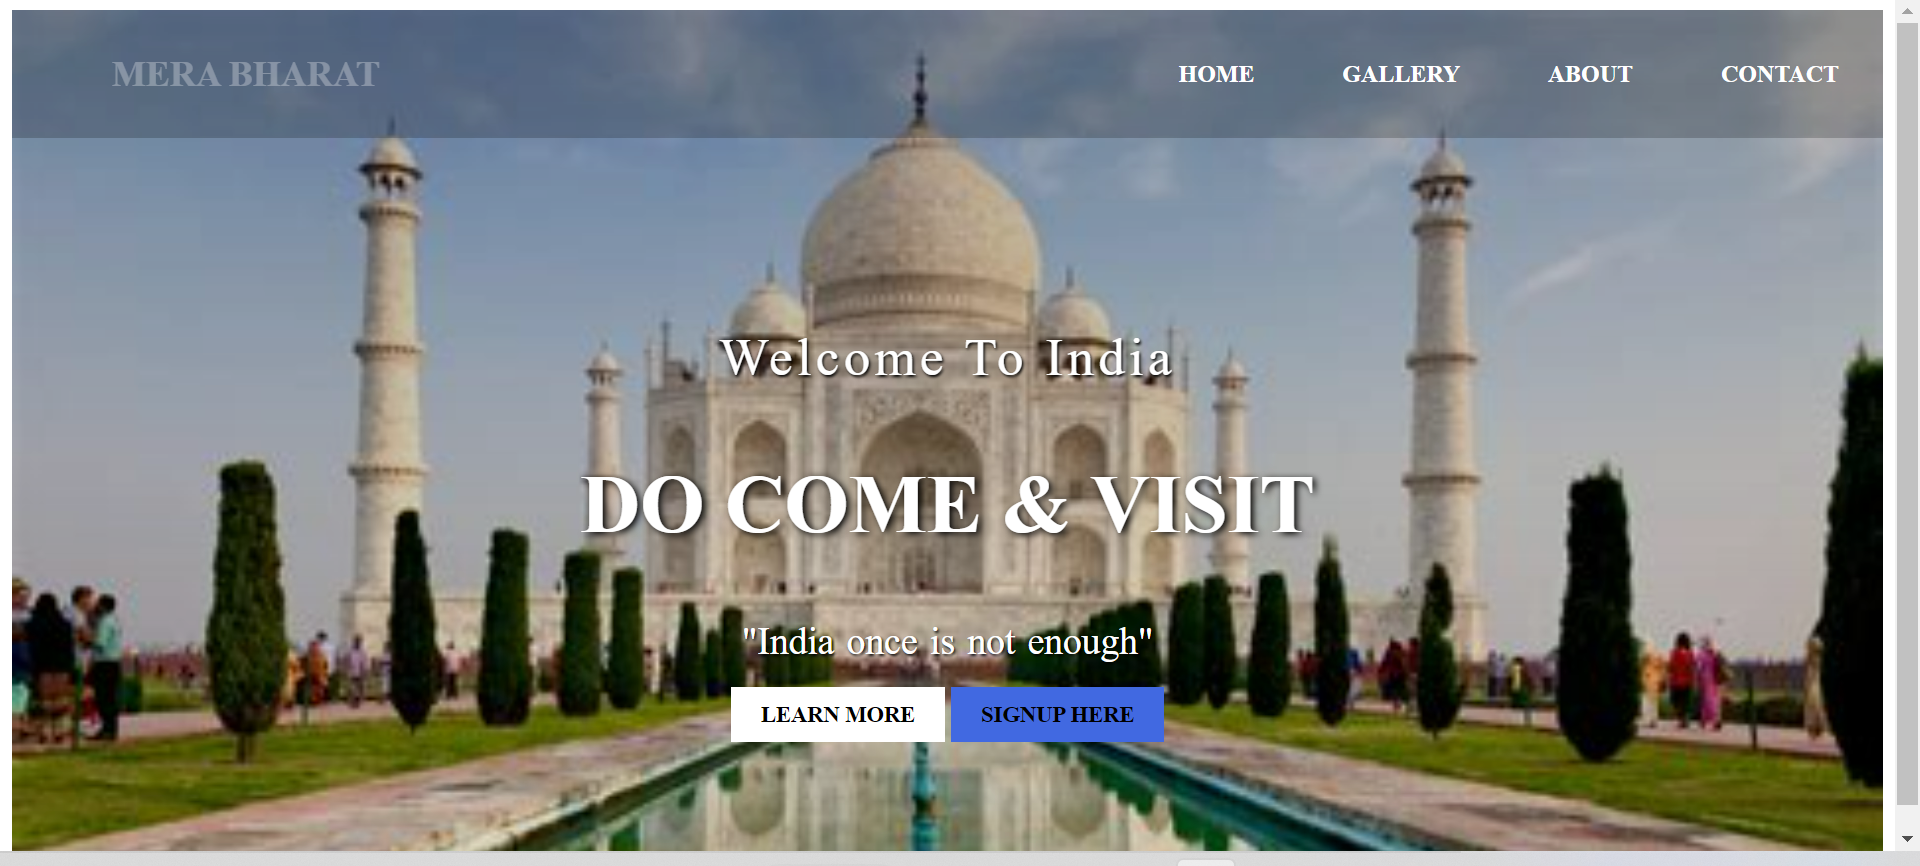 MERA BHARAT
HOME GALLERY ABOUT CONTACT
Welcome To India
DO COME & VISIT
"India once is not enough"
LEARN MORE SIGNUP HERE